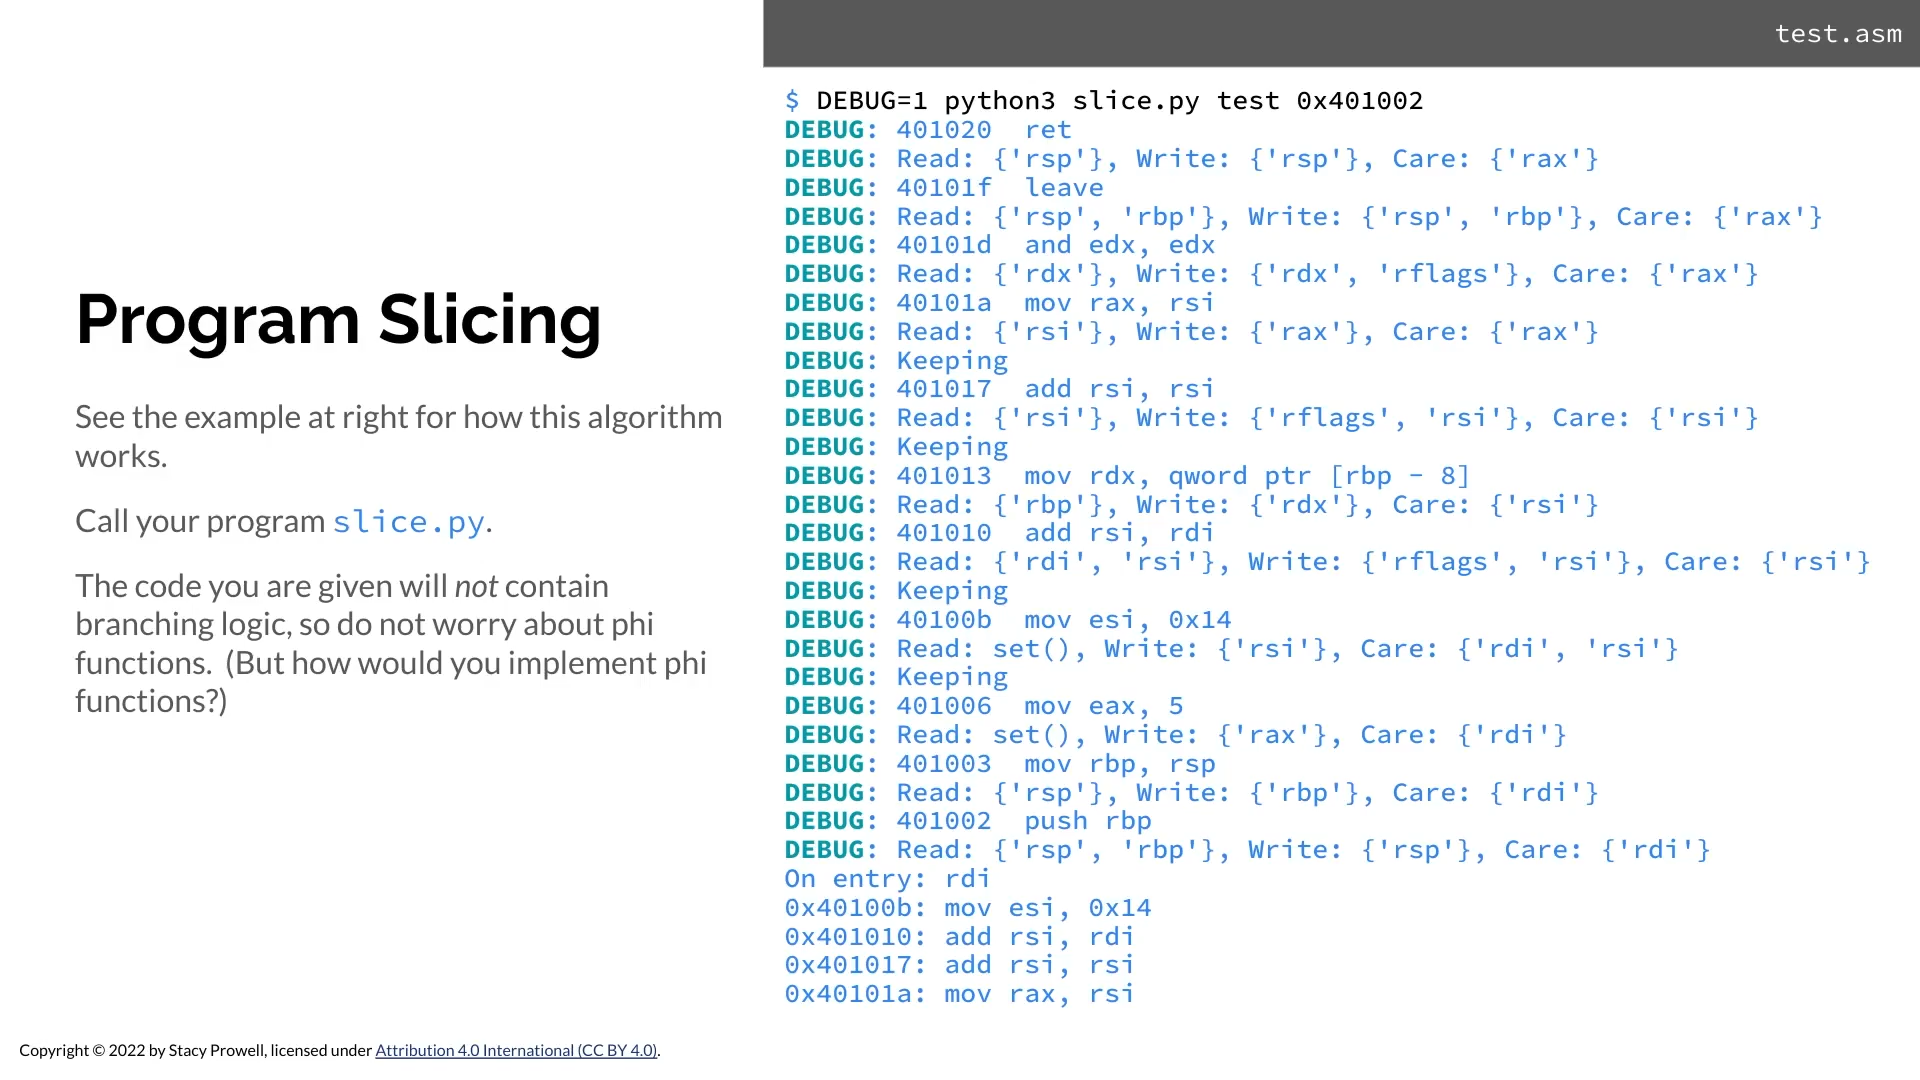 test.asm
Program Slicing
See the example at right for how this algorithm
works.
Call your program slice.py.
The code you are given will not contain
branching logic, so do not worry about phi
functions.  (But how would you implement phi
functions?)
$ DEBUG=1 python3 slice.py test 0x401002
DEBUG: 401020  ret
DEBUG: Read: {'rsp'}, Write: {'rsp'}, Care: {'rax'}
DEBUG: 40101f  leave
DEBUG: Read: {'rsp', 'rbp'}, Write: {'rsp', 'rbp'}, Care: {'rax'}
DEBUG: 40101d  and edx, edx
DEBUG: Read: {'rdx'}, Write: {'rdx', 'rflags'}, Care: {'rax'}
DEBUG: 40101a  mov rax, rsi
DEBUG: Read: {'rsi'}, Write: {'rax'}, Care: {'rax'}
DEBUG: Keeping
DEBUG: 401017  add rsi, rsi
DEBUG: Read: {'rsi'}, Write: {'rflags', 'rsi'}, Care: {'rsi'}
DEBUG: Keeping
DEBUG: 401013  mov rdx, qword ptr [rbp - 8]
DEBUG: Read: {'rbp'}, Write: {'rdx'}, Care: {'rsi'}
DEBUG: 401010  add rsi, rdi
DEBUG: Read: {'rdi', 'rsi'}, Write: {'rflags', 'rsi'}, Care: {'rsi'}
DEBUG: Keeping
DEBUG: 40100b  mov esi, 0x14
DEBUG: Read: set(), Write: {'rsi'}, Care: {'rdi', 'rsi'}
DEBUG: Keeping
DEBUG: 401006  mov eax, 5
DEBUG: Read: set(), Write: {'rax'}, Care: {'rdi'}
DEBUG: 401003  mov rbp, rsp
DEBUG: Read: {'rsp'}, Write: {'rbp'}, Care: {'rdi'}
DEBUG: 401002  push rbp
DEBUG: Read: {'rsp', 'rbp'}, Write: {'rsp'}, Care: {'rdi'}
On entry: rdi
0x40100b: mov esi, 0x14
0x401010: add rsi, rdi
0x401017: add rsi, rsi
0x40101a: mov rax, rsi
Copyright © 2022 by Stacy Prowell, licensed under Attribution 4.0 International (CC BY 4.0).